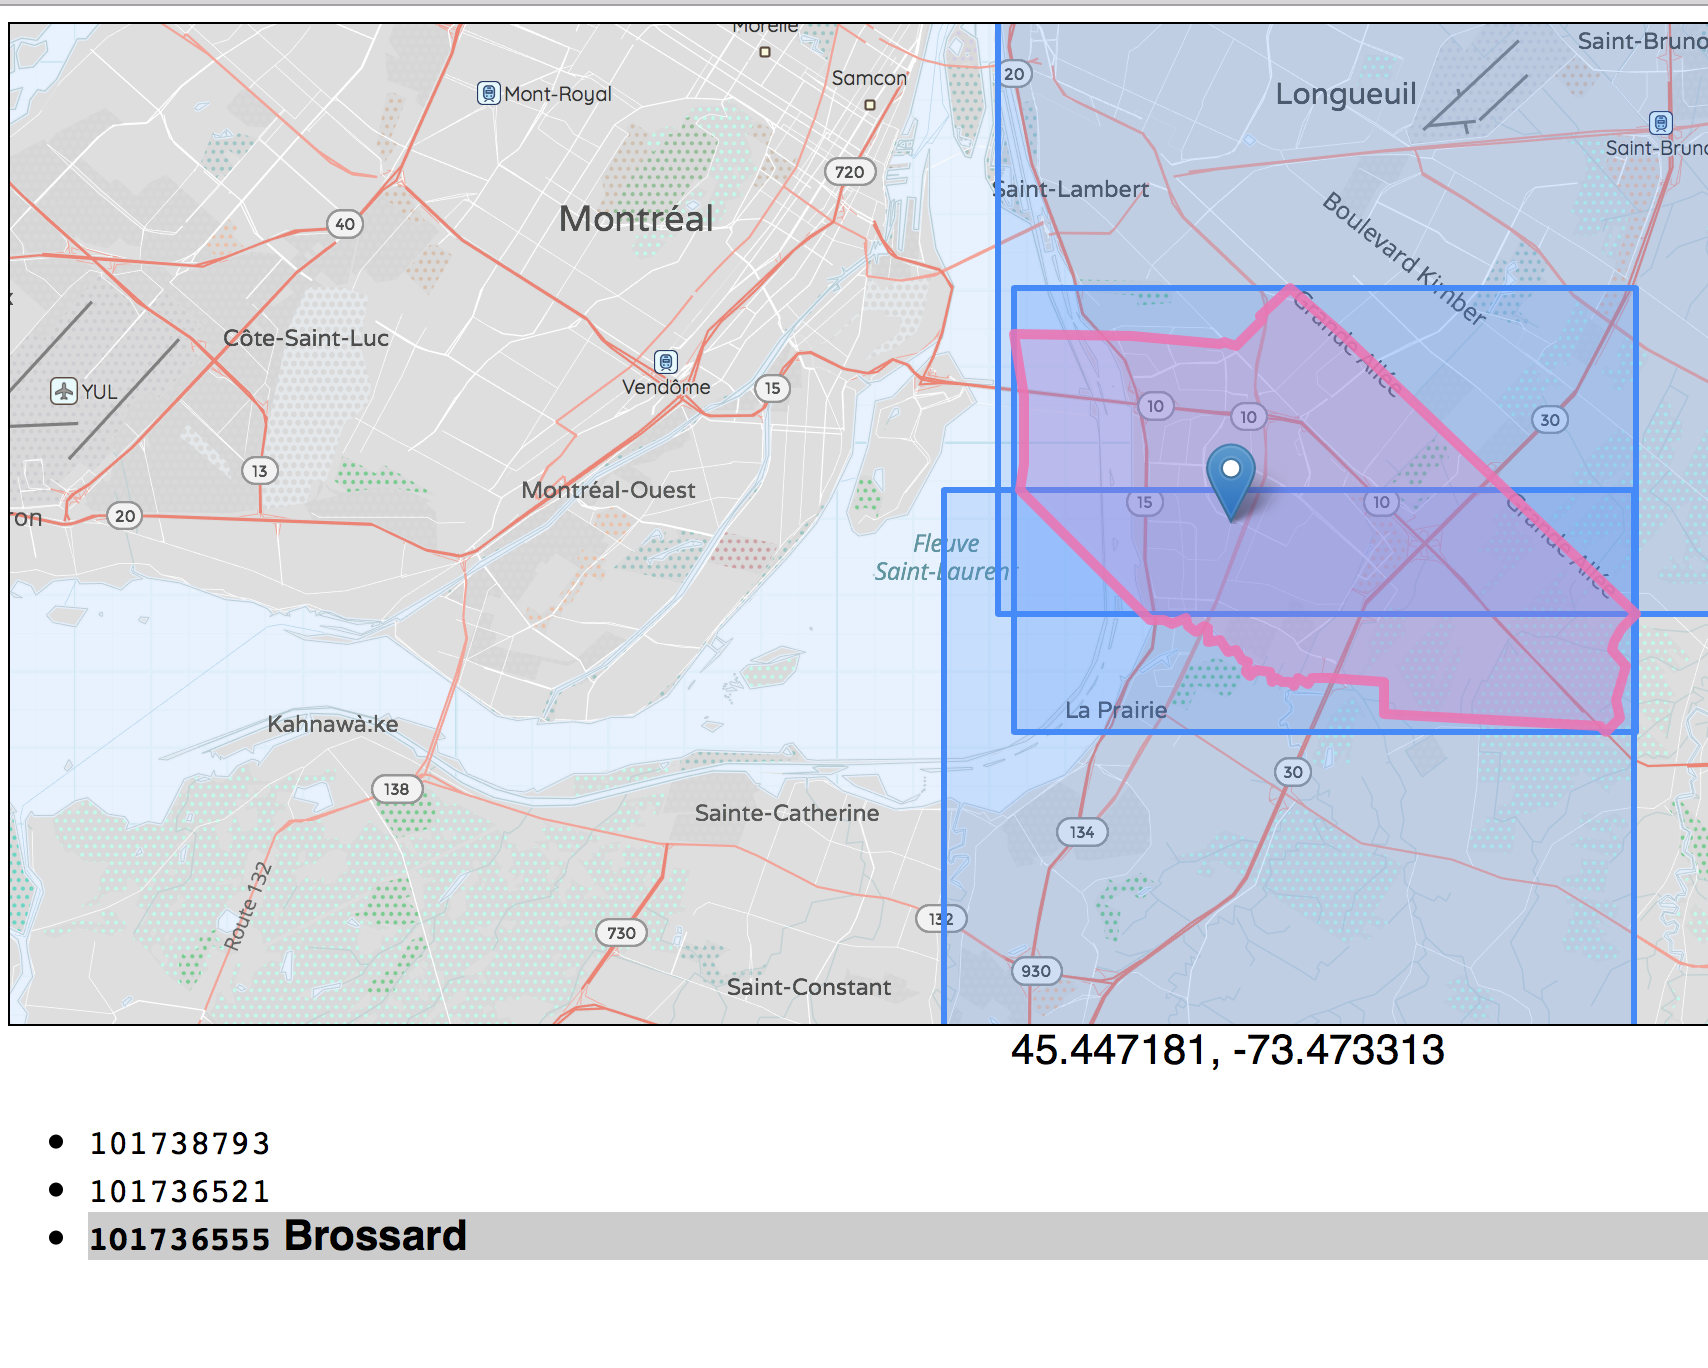 Morelle
Saint-Bruno
20
Samcon
Mont-Royal
Longueuil
Saint-Bruno
720
Saint-Lambert
Montréal
40
Boulevard Kimber
Grande Allée
Côte-Saint-Luc
Vendôme
15
YUL
10
10
30
13
Montréal-Ouest
15
10
20
Grande Allée
Fleuve
Saint-Laurent
La Prairie
Kahnawà:ke
30
138
Sainte-Catherine
134
Route 132
132
730
930
Saint-Constant
45.447181, -73.473313
101738793
101736521
101736555 Brossard